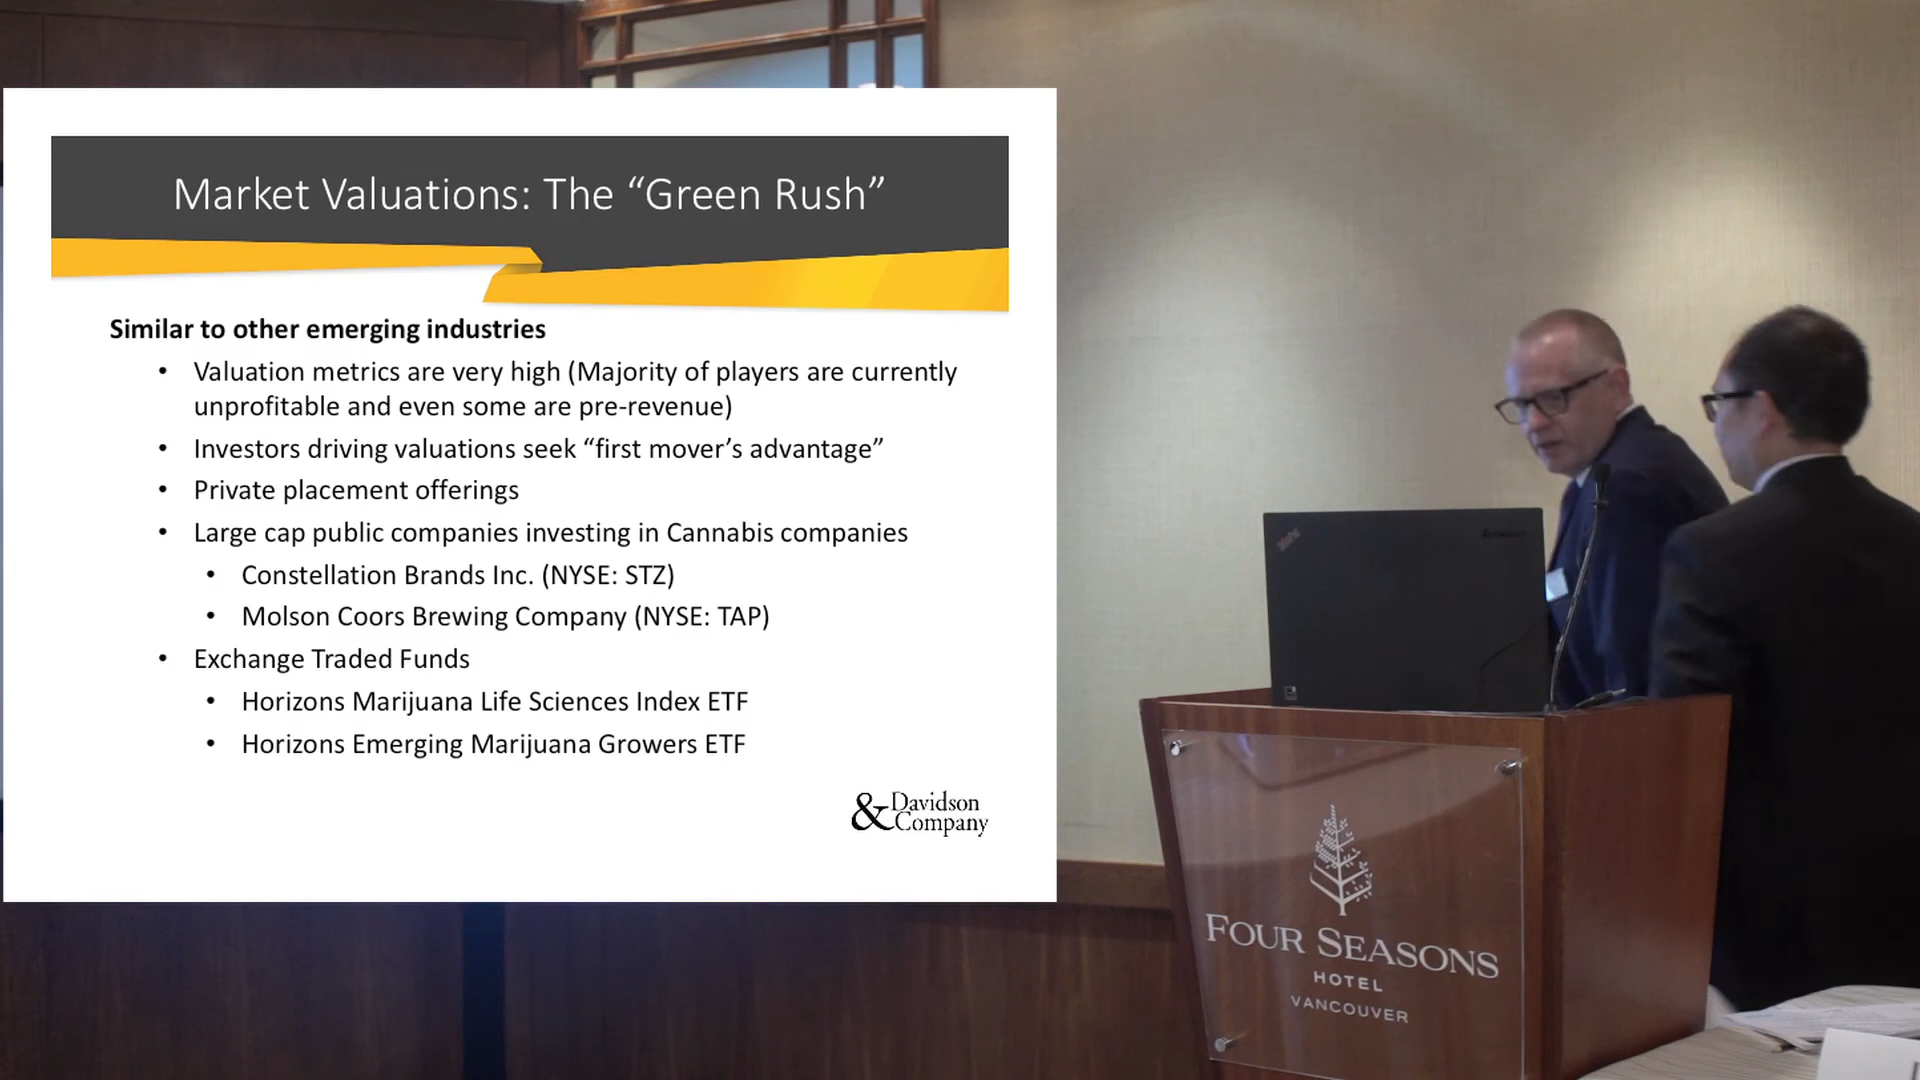 Market Valuations: The “Green Rush”
Similar to other emerging industries
• Valuation metrics are very high (Majority of players are currently
unprofitable and even some are pre-revenue)
• Investors driving valuations seek “first mover’s advantage”
• Private placement offerings
• Large cap public companies investing in Cannabis companies
• Constellation Brands Inc. (NYSE: STZ)
• Molson Coors Brewing Company (NYSE: TAP)
• Exchange Traded Funds
• Horizons Marijuana Life Sciences Index ETF
• Horizons Emerging Marijuana Growers ETF
& Davidson
Company
FOUR SEASONS
HOTEL
VANCOUVER